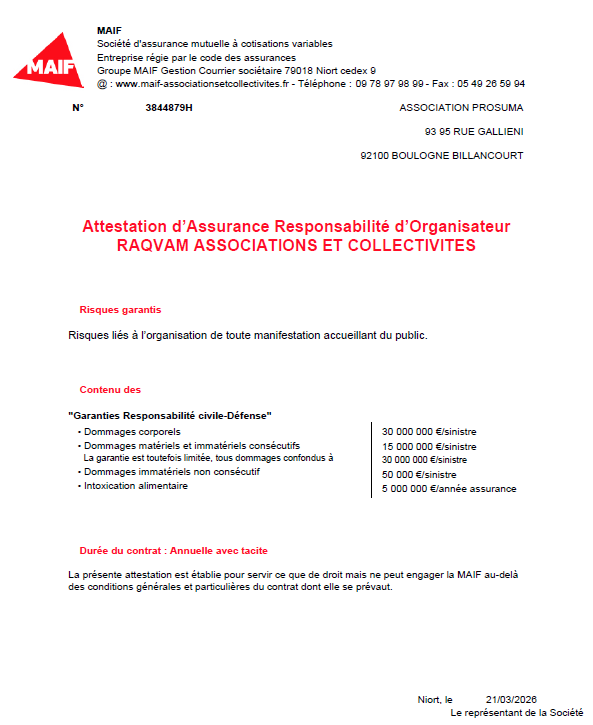 MAIF
MAIF
Société d'assurance mutuelle à cotisations variables
Entreprise régie par le code des assurances
Groupe MAIF Gestion Courrier sociétaire 79018 Niort cedex 9
@ : www.maif-associationsetcollectivites.fr - Téléphone : 09 78 97 98 99 - Fax : 05 49 26 59 94
N° 3844879H ASSOCIATION PROSUMA
93 95 RUE GALLIENI
92100 BOULOGNE BILLANCOURT
Attestation d'Assurance Responsabilité d'Organisateur
RAQVAM ASSOCIATIONS ET COLLECTIVITES
Risques garantis
Risques liés à l'organisation de toute manifestation accueillant du public.
Contenu des
"Garanties Responsabilité civile-Défense"
• Dommages corporels 30 000 000 €/sinistre
• Dommages matériels et immatériels consécutifs 15 000 000 €/sinistre
La garantie est toutefois limitée, tous dommages confondus à 30 000 000 €/sinistre
• Dommages immatériels non consécutif 50 000 €/sinistre
• Intoxication alimentaire 5 000 000 €/année assurance
Durée du contrat : Annuelle avec tacite
La présente attestation est établie pour servir ce que de droit mais ne peut engager la MAIF au-delà
des conditions générales et particulières du contrat dont elle se prévaut.
Niort, le 21/03/2026
Le représentant de la Société